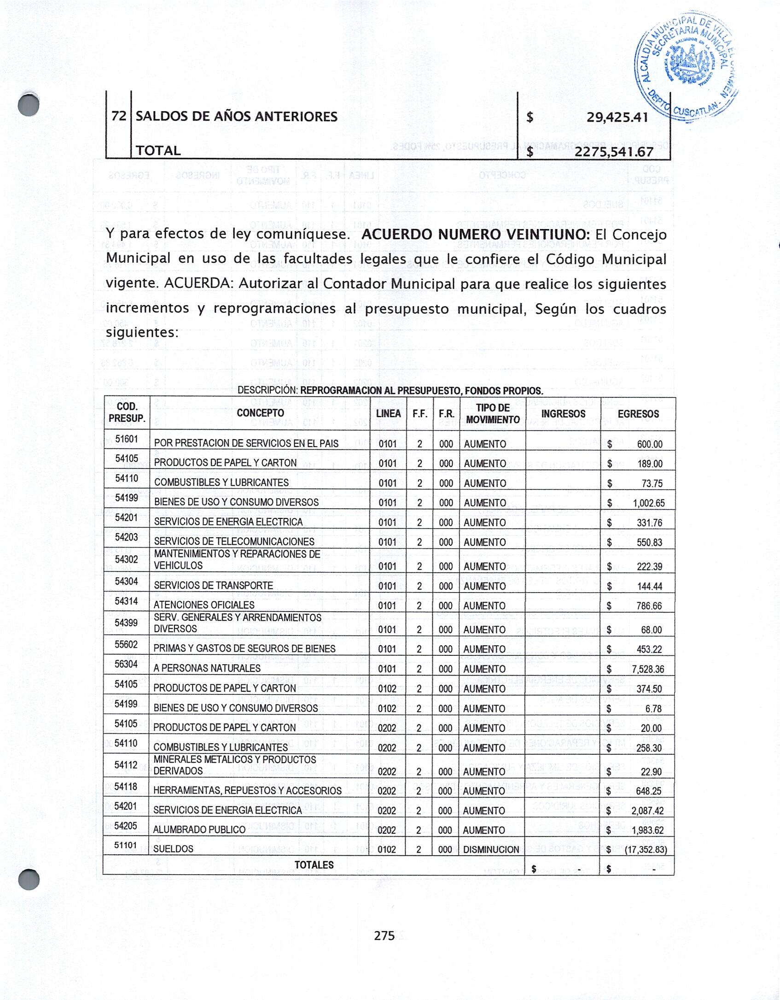 ALCALDIA MUNICIPAL DE VILLA EL CARMEN
SECRETARIA MUNICIPAL
REPUBLICA DE EL SALVADOR EN LA AMERICA CENTRAL
- DEPTO CUSCATLAN -
72 SALDOS DE AÑOS ANTERIORES $ 29,425.41
TOTAL $ 2275,541.67
Y para efectos de ley comuníquese. ACUERDO NUMERO VEINTIUNO: El Concejo
Municipal en uso de las facultades legales que le confiere el Código Municipal
vigente. ACUERDA: Autorizar al Contador Municipal para que realice los siguientes
incrementos y reprogramaciones al presupuesto municipal, Según los cuadros
siguientes:
DESCRIPCIÓN: REPROGRAMACION AL PRESUPUESTO, FONDOS PROPIOS.
COD. PRESUP. CONCEPTO LINEA F.F. F.R. TIPO DE MOVIMIENTO INGRESOS EGRESOS
51601 POR PRESTACION DE SERVICIOS EN EL PAIS 0101 2 000 AUMENTO $ 600.00
54105 PRODUCTOS DE PAPEL Y CARTON 0101 2 000 AUMENTO $ 189.00
54110 COMBUSTIBLES Y LUBRICANTES 0101 2 000 AUMENTO $ 73.75
54199 BIENES DE USO Y CONSUMO DIVERSOS 0101 2 000 AUMENTO $ 1,002.65
54201 SERVICIOS DE ENERGIA ELECTRICA 0101 2 000 AUMENTO $ 331.76
54203 SERVICIOS DE TELECOMUNICACIONES 0101 2 000 AUMENTO $ 550.83
54302 MANTENIMIENTOS Y REPARACIONES DE VEHICULOS 0101 2 000 AUMENTO $ 222.39
54304 SERVICIOS DE TRANSPORTE 0101 2 000 AUMENTO $ 144.44
54314 ATENCIONES OFICIALES 0101 2 000 AUMENTO $ 786.66
54399 SERV. GENERALES Y ARRENDAMIENTOS DIVERSOS 0101 2 000 AUMENTO $ 68.00
55602 PRIMAS Y GASTOS DE SEGUROS DE BIENES 0101 2 000 AUMENTO $ 453.22
56304 A PERSONAS NATURALES 0101 2 000 AUMENTO $ 7,528.36
54105 PRODUCTOS DE PAPEL Y CARTON 0102 2 000 AUMENTO $ 374.50
54199 BIENES DE USO Y CONSUMO DIVERSOS 0102 2 000 AUMENTO $ 6.78
54105 PRODUCTOS DE PAPEL Y CARTON 0202 2 000 AUMENTO $ 20.00
54110 COMBUSTIBLES Y LUBRICANTES 0202 2 000 AUMENTO $ 258.30
54112 MINERALES METALICOS Y PRODUCTOS DERIVADOS 0202 2 000 AUMENTO $ 22.90
54118 HERRAMIENTAS, REPUESTOS Y ACCESORIOS 0202 2 000 AUMENTO $ 648.25
54201 SERVICIOS DE ENERGIA ELECTRICA 0202 2 000 AUMENTO $ 2,087.42
54205 ALUMBRADO PUBLICO 0202 2 000 AUMENTO $ 1,983.62
51101 SUELDOS 0102 2 000 DISMINUCION $ (17,352.83)
TOTALES $ - $ -
275